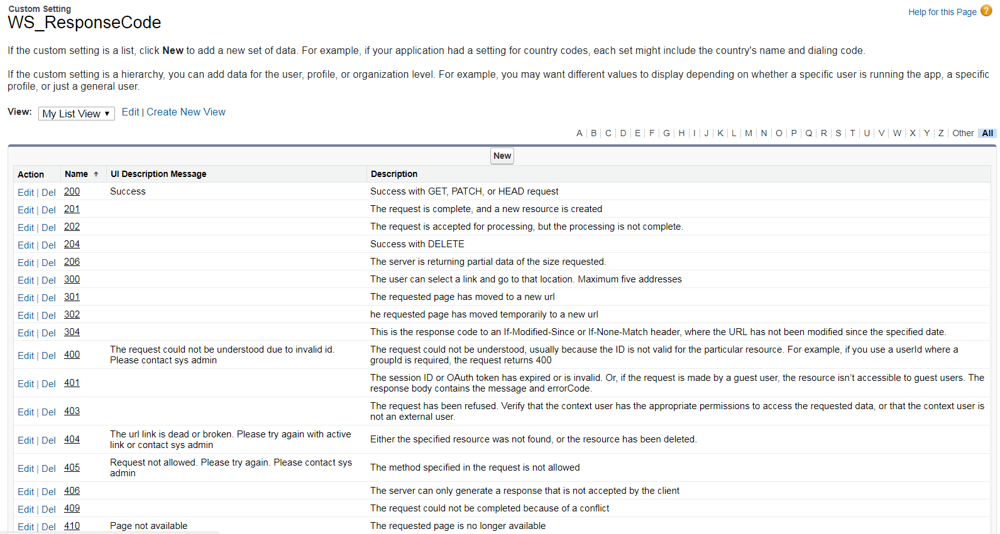 Custom Setting
WS_ResponseCode
Help for this Page ?
If the custom setting is a list, click New to add a new set of data. For example, if your application had a setting for country codes, each set might include the country's name and dialing code.
If the custom setting is a hierarchy, you can add data for the user, profile, or organization level. For example, you may want different values to display depending on whether a specific user is running the app, a specific
profile, or just a general user.
View: My List View ▼ Edit | Create New View
A | B | C | D | E | F | G | H | I | J | K | L | M | N | O | P | Q | R | S | T | U | V | W | X | Y | Z | Other All
New
Action Name ↑ UI Description Message Description
Edit | Del 200 Success Success with GET, PATCH, or HEAD request
Edit | Del 201 The request is complete, and a new resource is created
Edit | Del 202 The request is accepted for processing, but the processing is not complete.
Edit | Del 204 Success with DELETE
Edit | Del 206 The server is returning partial data of the size requested.
Edit | Del 300 The user can select a link and go to that location. Maximum five addresses
Edit | Del 301 The requested page has moved to a new url
Edit | Del 302 he requested page has moved temporarily to a new url
Edit | Del 304 This is the response code to an If-Modified-Since or If-None-Match header, where the URL has not been modified since the specified date.
Edit | Del 400 The request could not be understood due to invalid id.
Please contact sys admin
The request could not be understood, usually because the ID is not valid for the particular resource. For example, if you use a userId where a
groupId is required, the request returns 400
Edit | Del 401 The session ID or OAuth token has expired or is invalid. Or, if the request is made by a guest user, the resource isn't accessible to guest users. The
response body contains the message and errorCode.
Edit | Del 403 The request has been refused. Verify that the context user has the appropriate permissions to access the requested data, or that the context user is
not an external user.
Edit | Del 404 The url link is dead or broken. Please try again with active
link or contact sys admin
Either the specified resource was not found, or the resource has been deleted.
Edit | Del 405 Request not allowed. Please try again. Please contact sys
admin
The method specified in the request is not allowed
Edit | Del 406 The server can only generate a response that is not accepted by the client
Edit | Del 409 The request could not be completed because of a conflict
Edit | Del 410 Page not available The requested page is no longer available